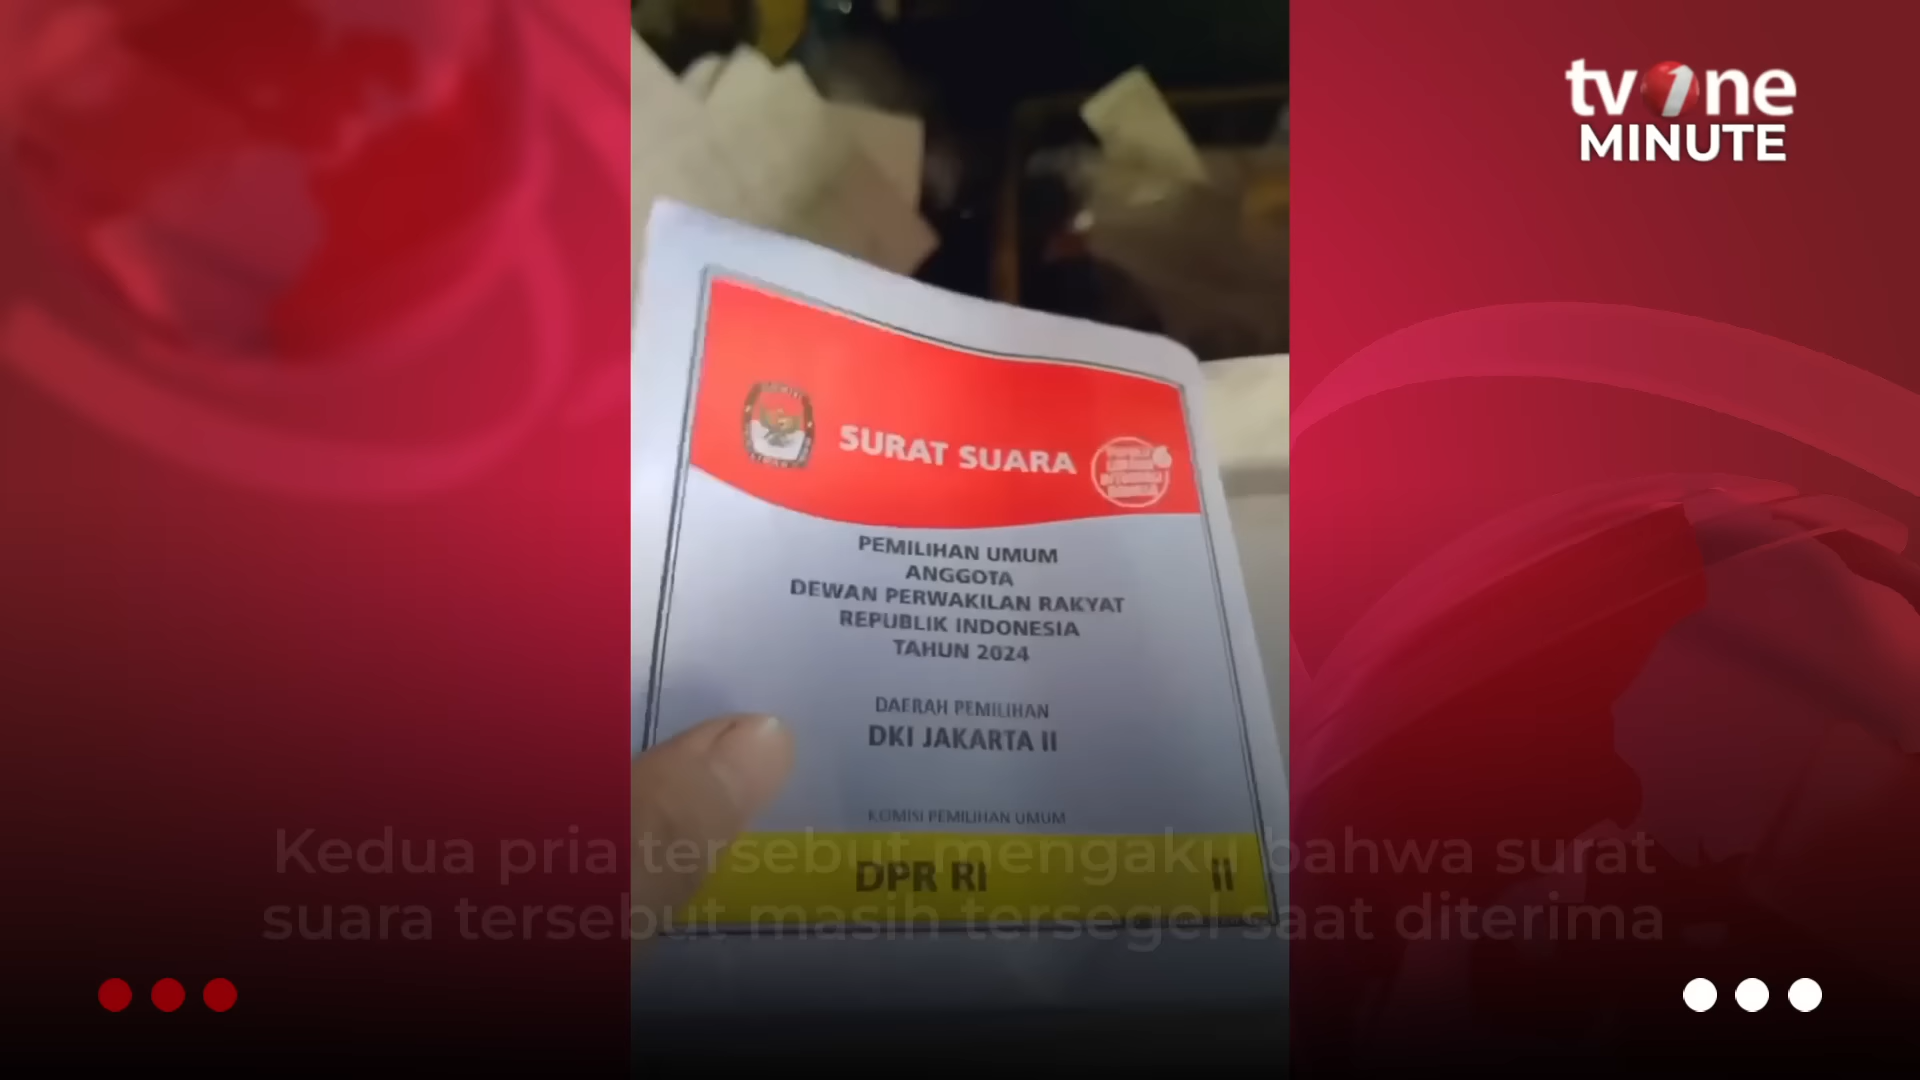 tvOne
MINUTE
SURAT SUARA
PEMILIHAN UMUM
ANGGOTA
DEWAN PERWAKILAN RAKYAT
REPUBLIK INDONESIA
TAHUN 2024
DAERAH PEMILIHAN
DKI JAKARTA II
KOMISI PEMILIHAN UMUM
DPR RI II
Kedua pria tersebut mengaku bahwa surat
suara tersebut masih tersegel saat diterima